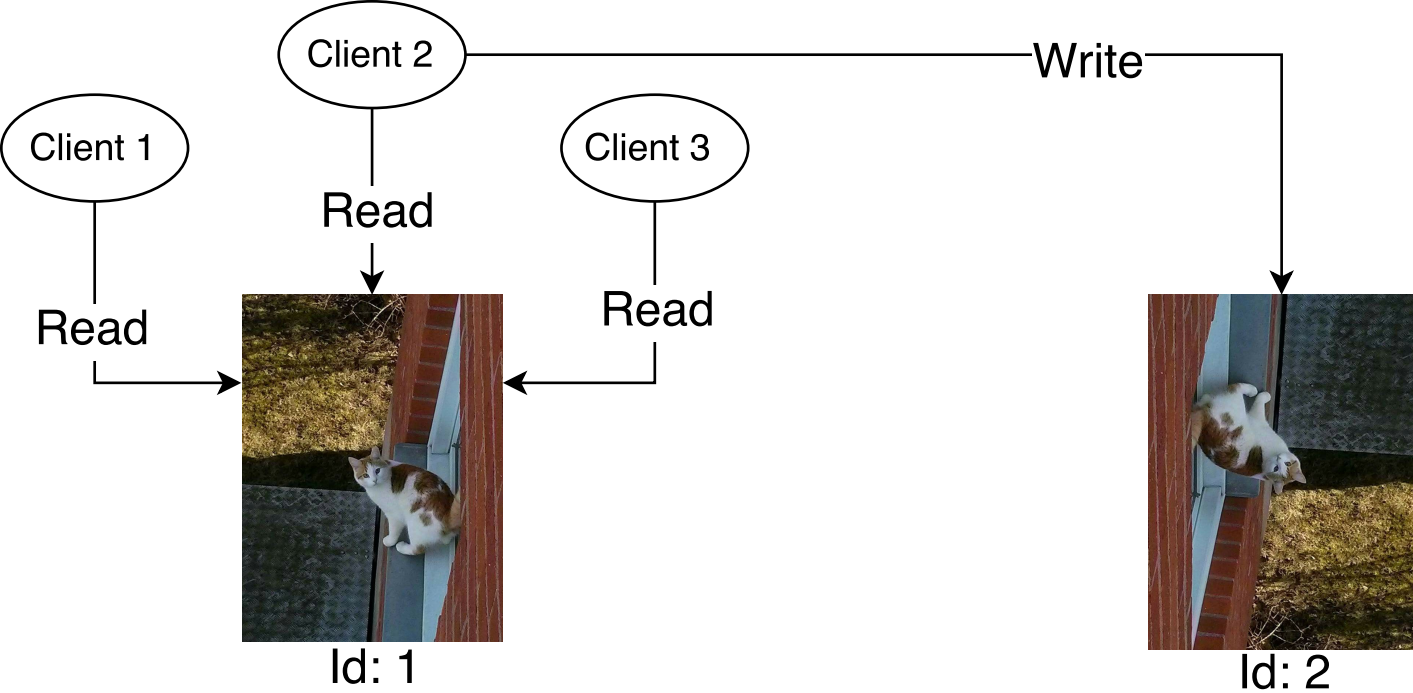 Client 2
Write
Client 1
Client 3
Read
Read
Read
Id: 1
Id: 2